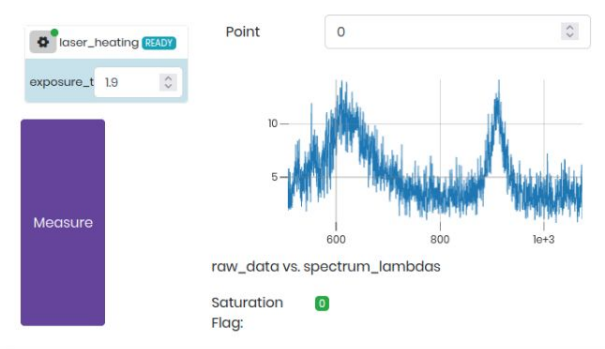 laser_heating READY
exposure_t 1.9
Measure
Point 0
10
5
600 800 1e+3
raw_data vs. spectrum_lambdas
Saturation 0
Flag: